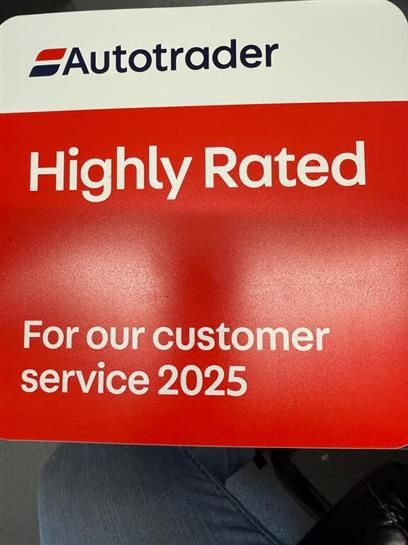 Autotrader
Highly Rated
For our customer
service 2025